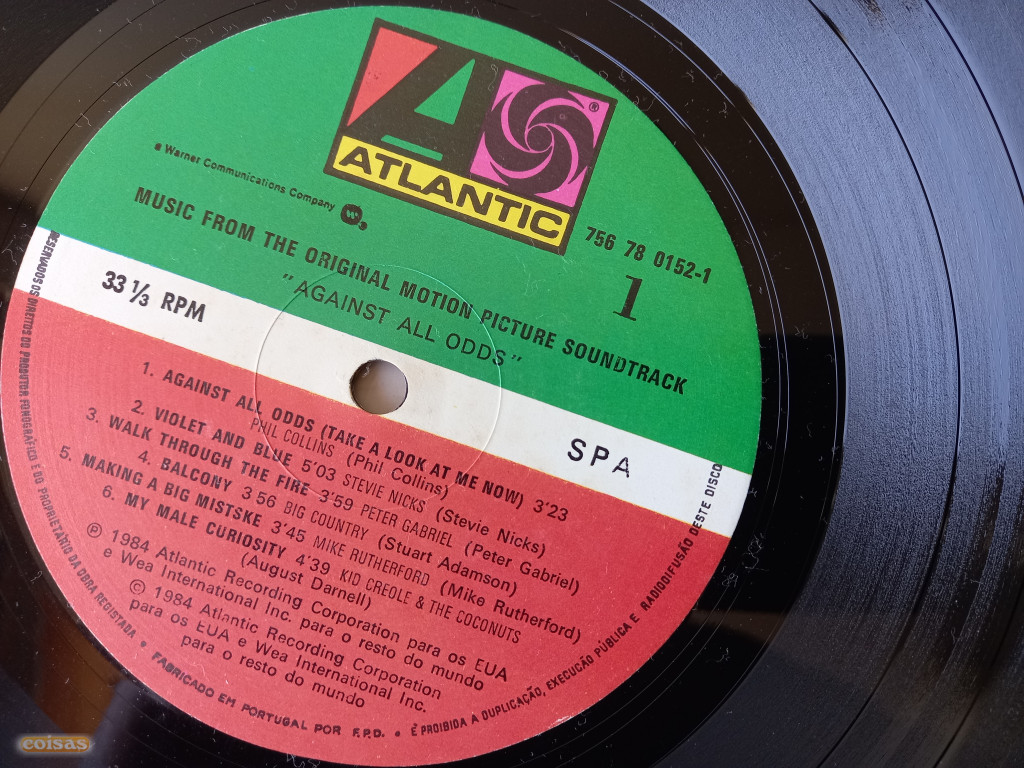 ATLANTIC
®
a Warner Communications Company
756 78 0152-1
1
MUSIC FROM THE ORIGINAL MOTION PICTURE SOUNDTRACK
"AGAINST ALL ODDS"
33 1/3 RPM
SPA
1. AGAINST ALL ODDS (TAKE A LOOK AT ME NOW) 3'23
PHIL COLLINS (Phil Collins)
2. VIOLET AND BLUE 5'03 STEVIE NICKS (Stevie Nicks)
3. WALK THROUGH THE FIRE 3'59 PETER GABRIEL (Peter Gabriel)
4. BALCONY 3'56 BIG COUNTRY (Stuart Adamson)
5. MAKING A BIG MISTSKE 3'45 MIKE RUTHERFORD (Mike Rutherford)
6. MY MALE CURIOSITY 4'39 KID CREOLE & THE COCONUTS
(August Darnell)
℗ 1984 Atlantic Recording Corporation para os EUA
e Wea International Inc. para o resto do mundo
© 1984 Atlantic Recording Corporation
para os EUA e Wea International Inc.
para o resto do mundo
RESERVADOS OS DIREITOS DO PRODUTOR FONOGRÁFICO E DO PROPRIETÁRIO DA OBRA REGISTADA • FABRICADO EM PORTUGAL POR F.P.D. • É PROIBIDA A DUPLICAÇÃO, EXECUÇÃO PÚBLICA E RADIODIFUSÃO DESTE DISCO
coisas